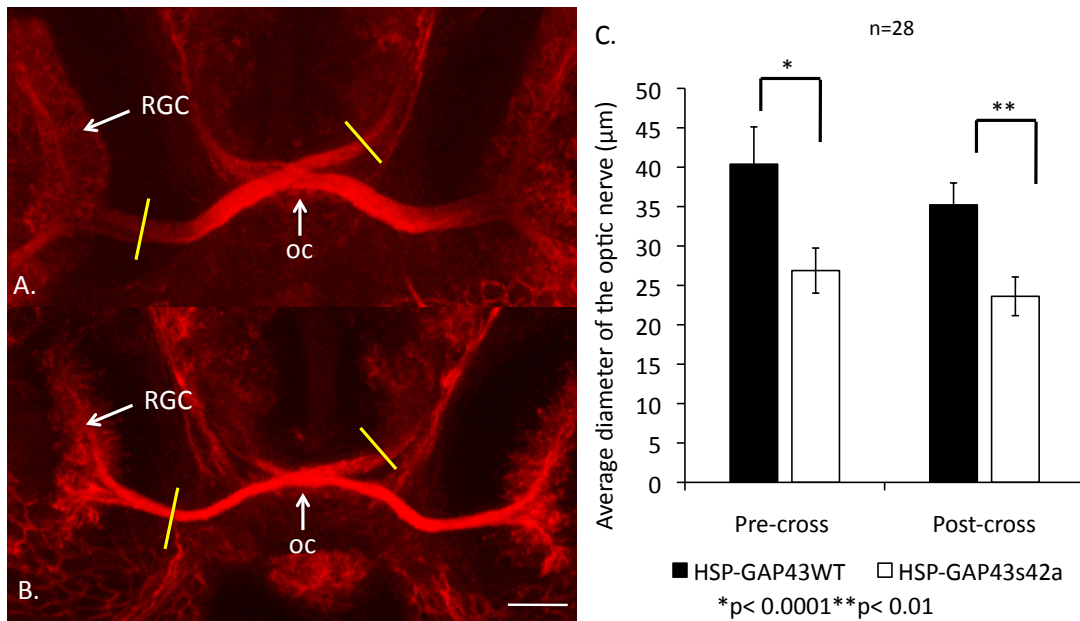 RGC
oc
A.
RGC
oc
B.
C.
n=28
Average diameter of the optic nerve (µm)
50
45
40
35
30
25
20
15
10
5
0
*
**
Pre-cross
Post-cross
HSP-GAP43WT
HSP-GAP43s42a
*p< 0.0001**p< 0.01